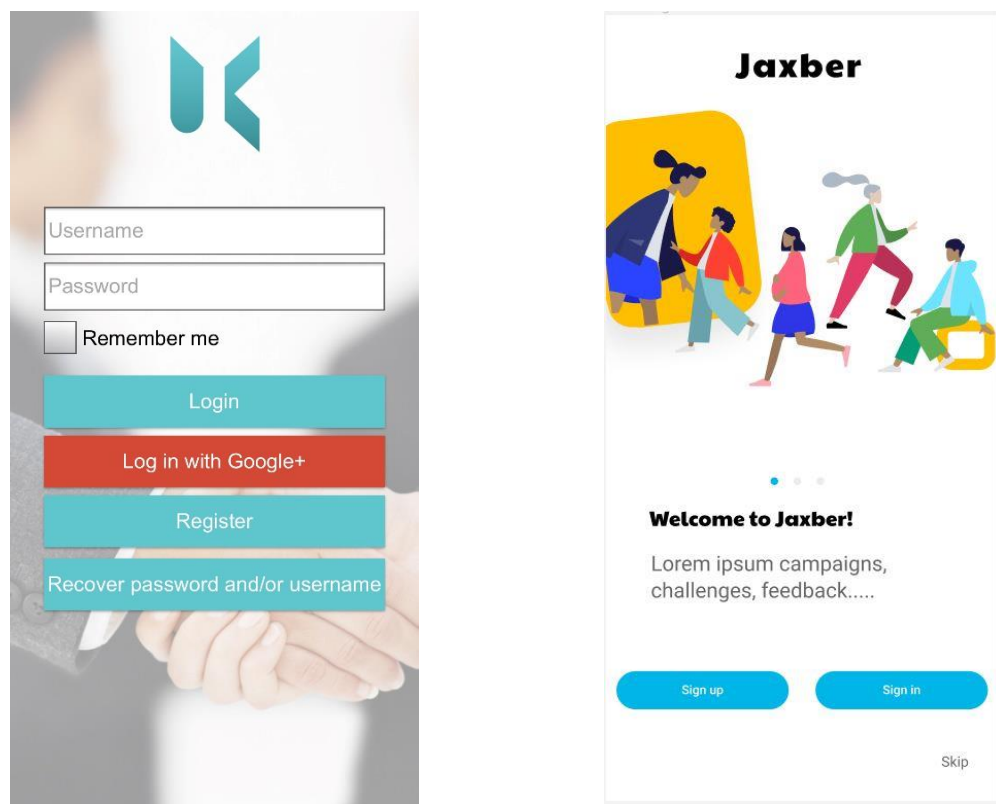 Username
Password
Remember me
Login
Log in with Google+
Register
Recover password and/or username
Jaxber
Welcome to Jaxber!
Lorem ipsum campaigns,
challenges, feedback.....
Sign up
Sign in
Skip